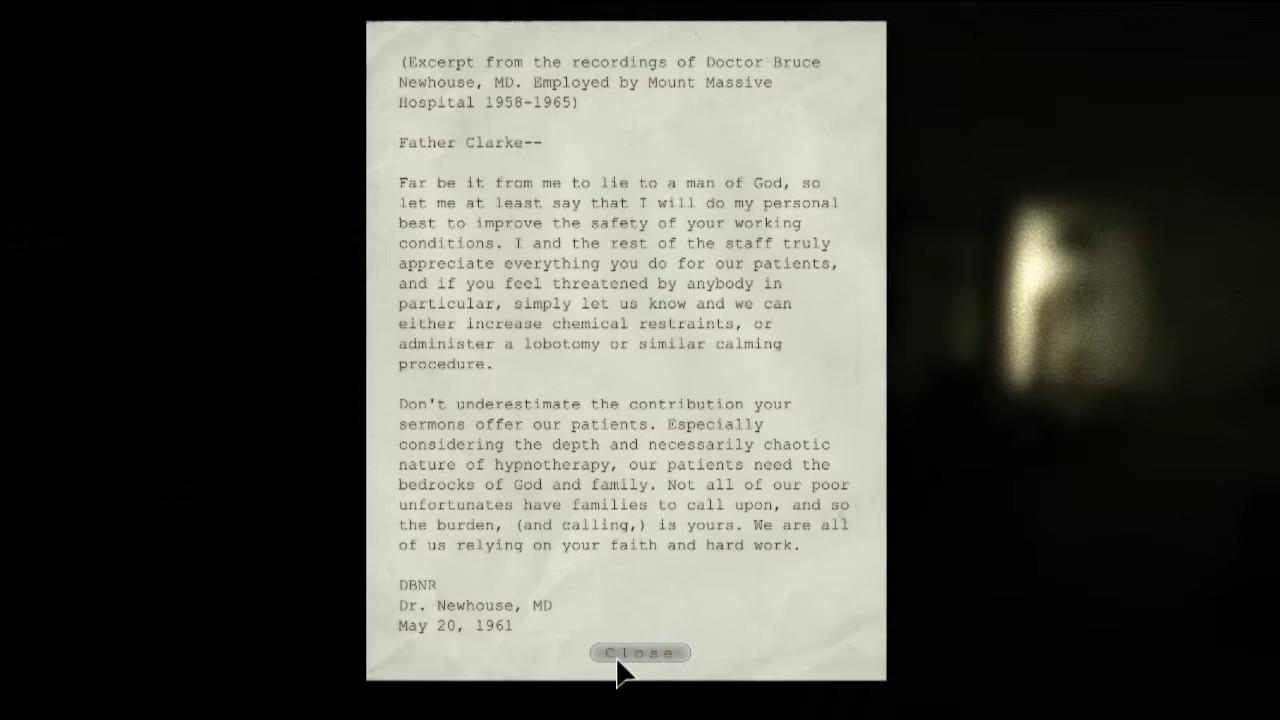 (Excerpt from the recordings of Doctor Bruce
Newhouse, MD. Employed by Mount Massive
Hospital 1958-1965)
Father Clarke--
Far be it from me to lie to a man of God, so
let me at least say that I will do my personal
best to improve the safety of your working
conditions. I and the rest of the staff truly
appreciate everything you do for our patients,
and if you feel threatened by anybody in
particular, simply let us know and we can
either increase chemical restraints, or
administer a lobotomy or similar calming
procedure.
Don't underestimate the contribution your
sermons offer our patients. Especially
considering the depth and necessarily chaotic
nature of hypnotherapy, our patients need the
bedrocks of God and family. Not all of our poor
unfortunates have families to call upon, and so
the burden, (and calling,) is yours. We are all
of us relying on your faith and hard work.
DBNR
Dr. Newhouse, MD
May 20, 1961
Close